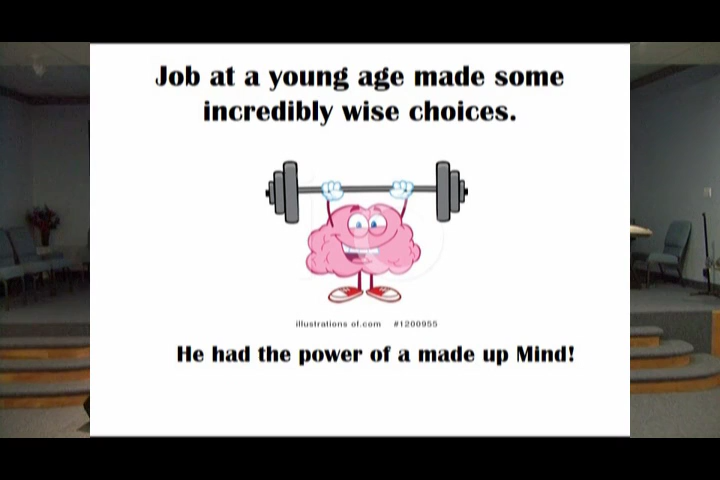 Job at a young age made some
incredibly wise choices.
illustrations of.com #1200955
He had the power of a made up Mind!